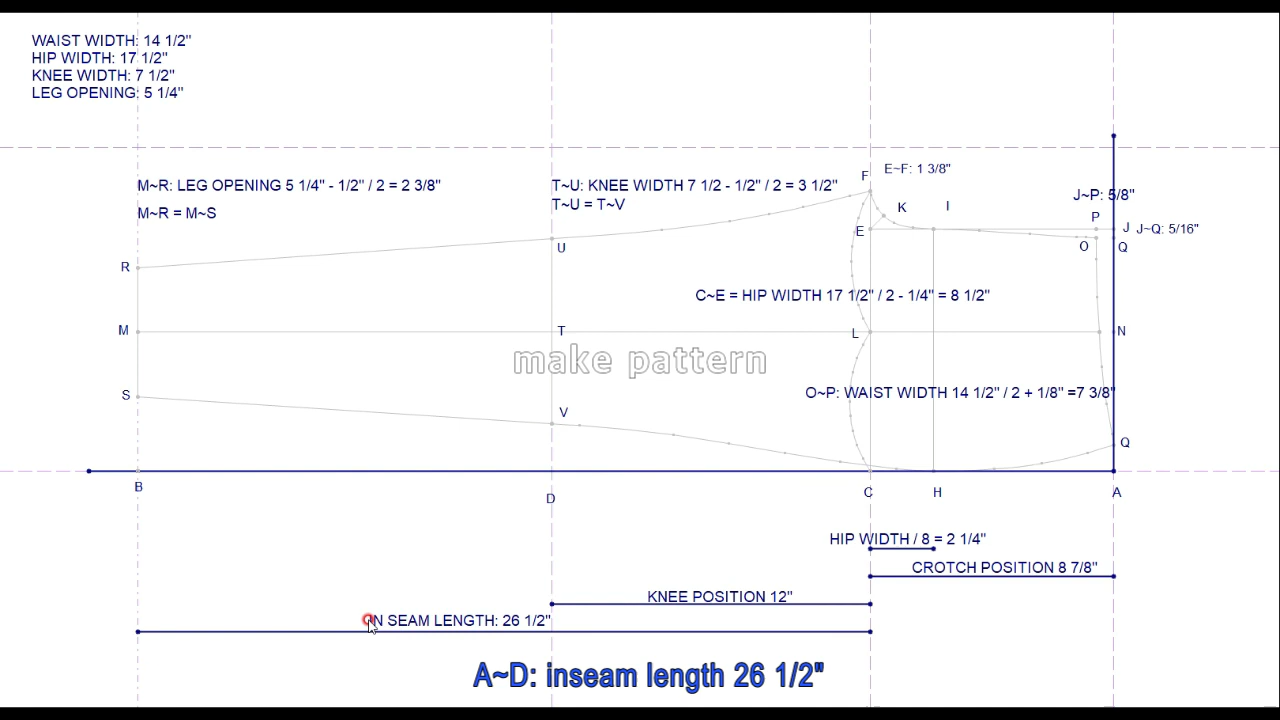 WAIST WIDTH: 14 1/2"
HIP WIDTH: 17 1/2"
KNEE WIDTH: 7 1/2"
LEG OPENING: 5 1/4"
E~F: 1 3/8"
F
M~R: LEG OPENING 5 1/4" - 1/2" / 2 = 2 3/8"
T~U: KNEE WIDTH 7 1/2 - 1/2" / 2 = 3 1/2"
J~P: 5/8"
M~R = M~S
T~U = T~V
K
I
P
E
J
J~Q: 5/16"
U
O
Q
R
C~E = HIP WIDTH 17 1/2" / 2 - 1/4" = 8 1/2"
M
T
L
N
make pattern
S
O~P: WAIST WIDTH 14 1/2" / 2 + 1/8" =7 3/8"
V
Q
B
D
C
H
A
HIP WIDTH / 8 = 2 1/4"
CROTCH POSITION 8 7/8"
KNEE POSITION 12"
N SEAM LENGTH: 26 1/2"
A~D: inseam length 26 1/2"